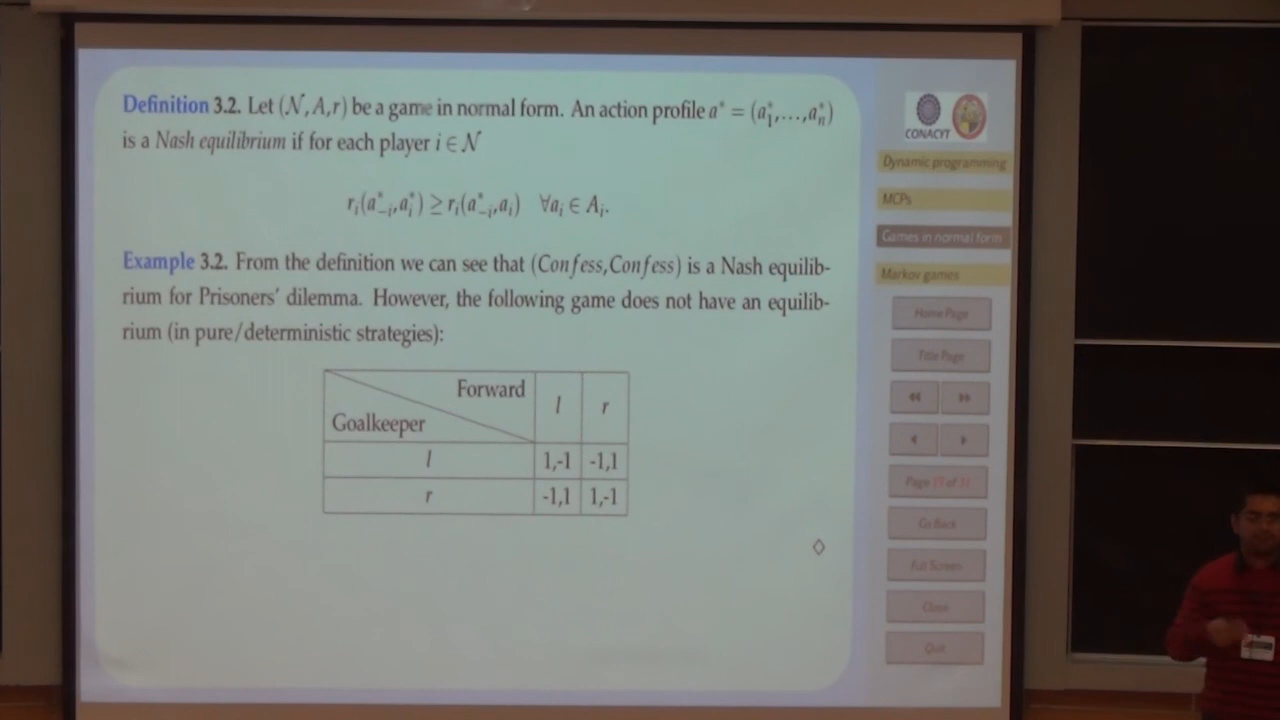 Definition 3.2. Let (N,A,r) be a game in normal form. An action profile a* = (a*₁,…,a*ₙ)
is a Nash equilibrium if for each player i ∈ N
rᵢ(a*₋ᵢ,a*ᵢ) ≥ rᵢ(a*₋ᵢ,aᵢ) ∀aᵢ ∈ Aᵢ.
Example 3.2. From the definition we can see that (Confess,Confess) is a Nash equilib-
rium for Prisoners' dilemma. However, the following game does not have an equilib-
rium (in pure/deterministic strategies):
Forward l r
Goalkeeper
l 1,-1 -1,1
r -1,1 1,-1
CONACYT
Dynamic programming
MCPs
Games in normal form
Markov games
Home Page
Title Page
Page of
Go Back
Full Screen
Close
Quit